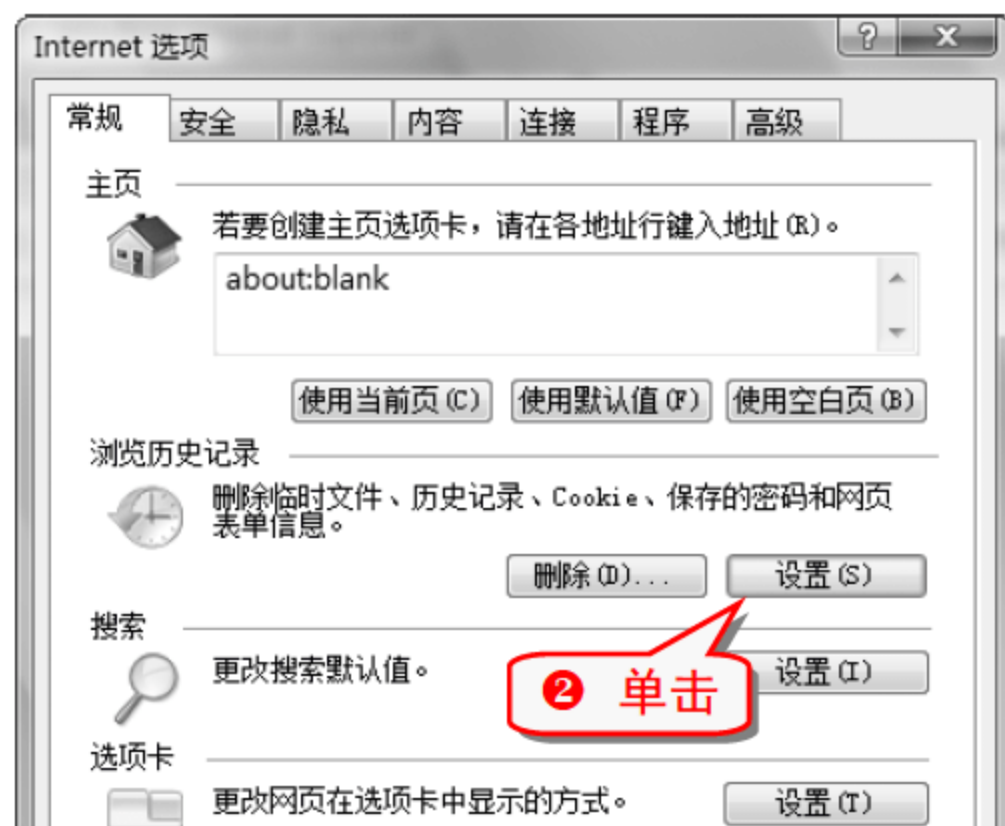 Internet 选项
? X
常规 安全 隐私 内容 连接 程序 高级
主页
若要创建主页选项卡，请在各地址行键入地址(R)。
about:blank
使用当前页(C) 使用默认值(F) 使用空白页(B)
浏览历史记录
删除临时文件、历史记录、Cookie、保存的密码和网页
表单信息。
删除(D)... 设置(S)
搜索
更改搜索默认值。 设置(I)
❷ 单击
选项卡
更改网页在选项卡中显示的方式。 设置(T)